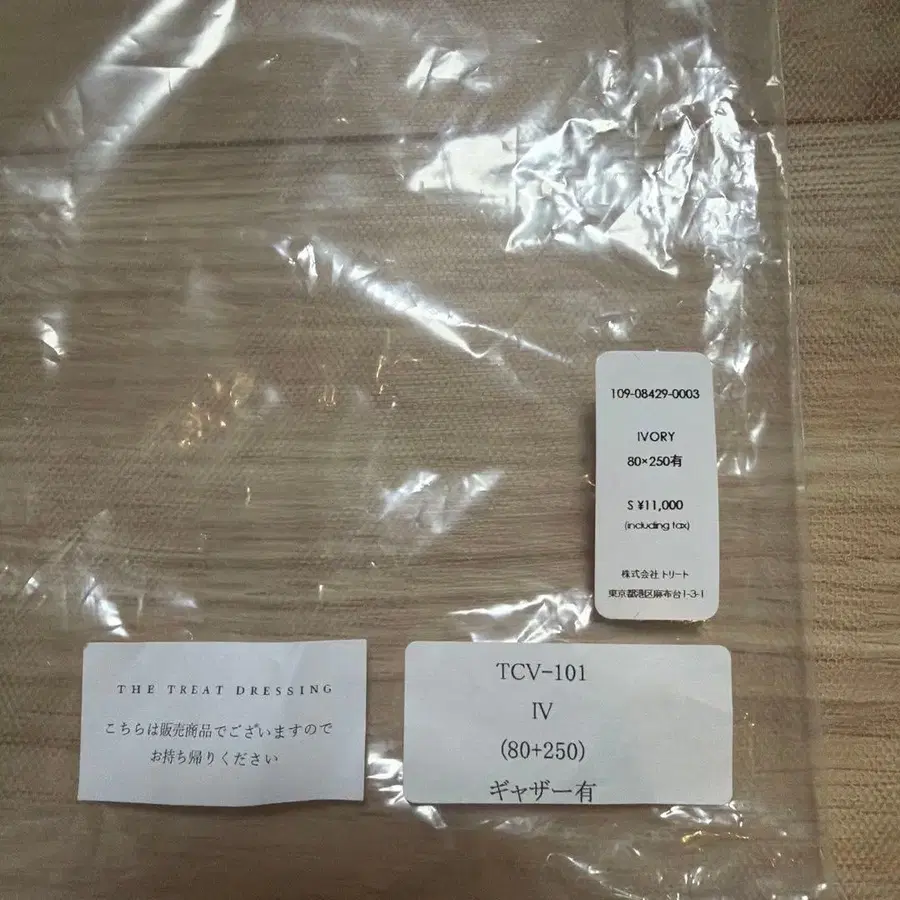 109-08429-0003
IVORY
80×250有
S ¥11,000
(including tax)
株式会社トリート
東京都港区麻布台1-3-1
THE TREAT DRESSING
こちらは販売商品でございますので
お持ち帰りください
TCV-101
IV
(80+250)
ギャザー有